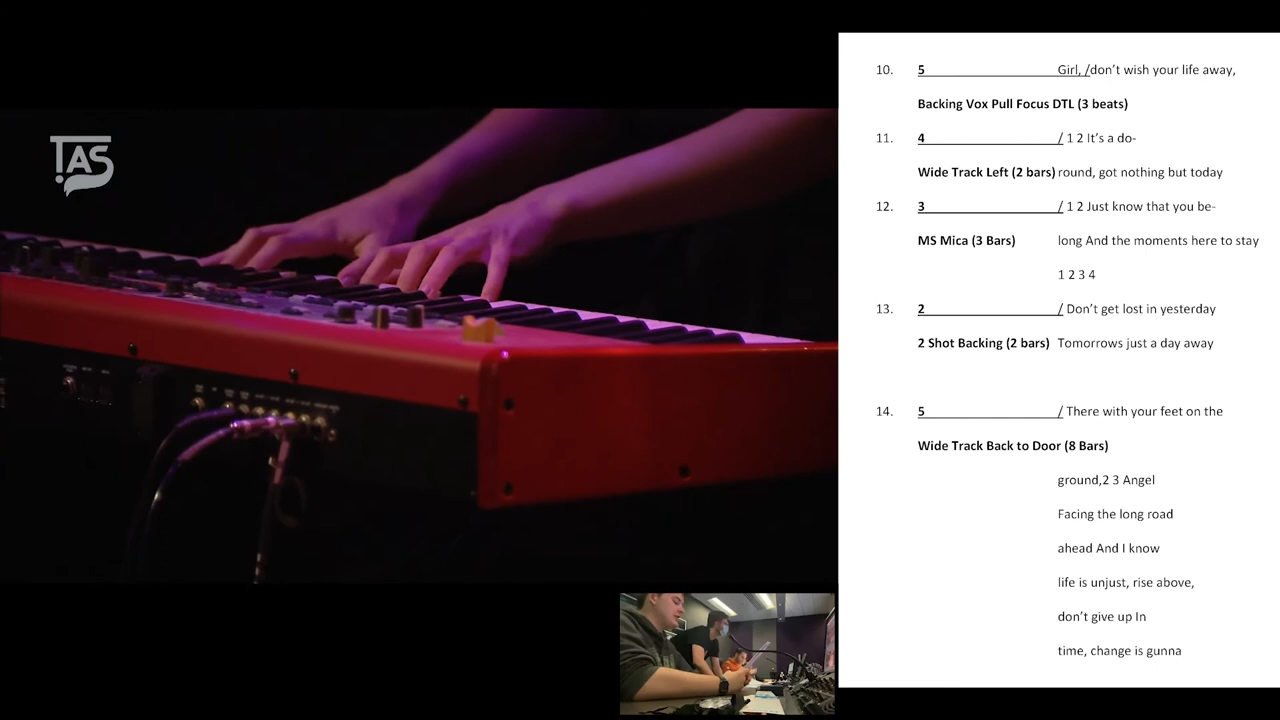 TAS
10. 5 Girl, /don't wish your life away,
Backing Vox Pull Focus DTL (3 beats)
11. 4 / 1 2 It's a do-
Wide Track Left (2 bars) round, got nothing but today
12. 3 / 1 2 Just know that you be-
MS Mica (3 Bars) long And the moments here to stay
1 2 3 4
13. 2 / Don't get lost in yesterday
2 Shot Backing (2 bars) Tomorrows just a day away
14. 5 / There with your feet on the
Wide Track Back to Door (8 Bars)
ground,2 3 Angel
Facing the long road
ahead And I know
life is unjust, rise above,
don't give up In
time, change is gunna